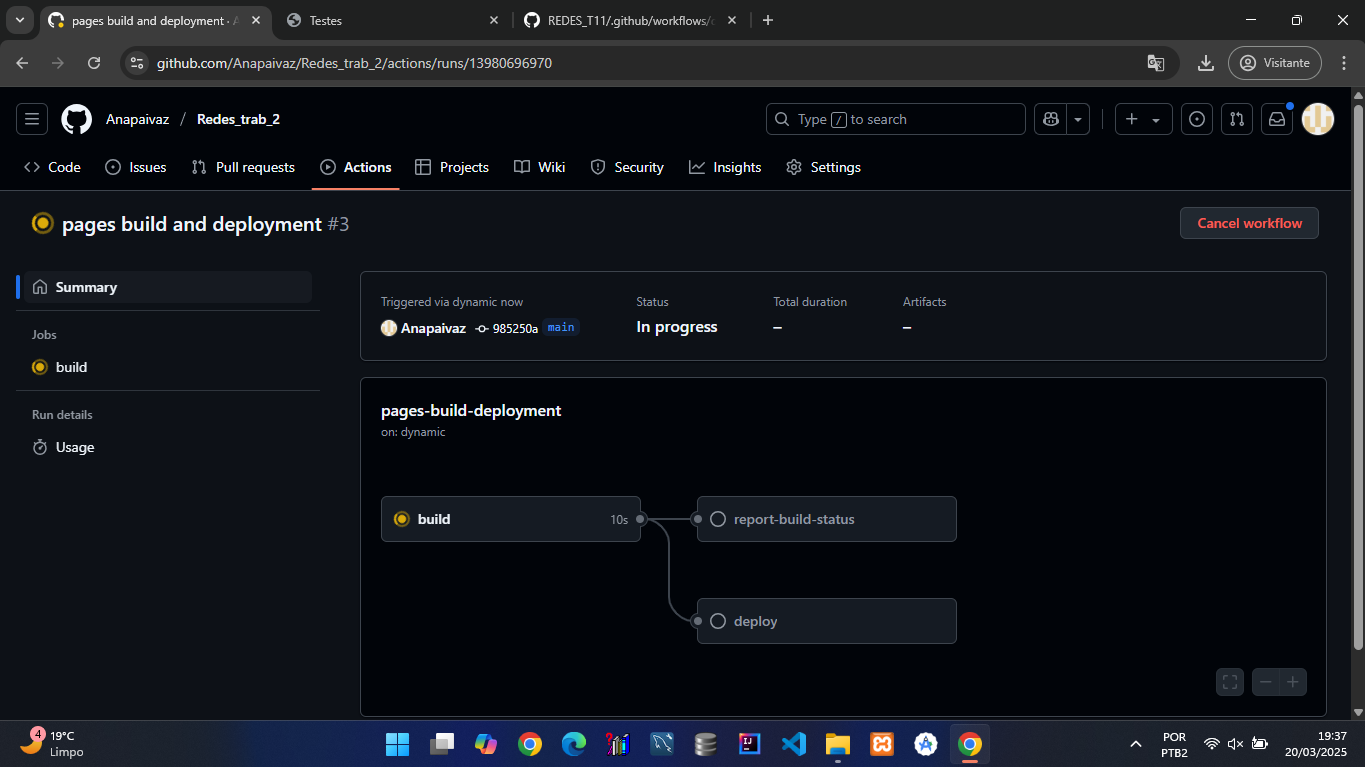 pages build and deployment · A
Testes
REDES_T11/.github/workflows/
github.com/Anapaivaz/Redes_trab_2/actions/runs/13980696970
Visitante
Anapaivaz / Redes_trab_2
Type / to search
Code
Issues
Pull requests
Actions
Projects
Wiki
Security
Insights
Settings
pages build and deployment #3
Cancel workflow
Summary
Jobs
build
Run details
Usage
Triggered via dynamic now
Anapaivaz 985250a main
Status
In progress
Total duration
–
Artifacts
–
pages-build-deployment
on: dynamic
build 10s
report-build-status
deploy
4
19°C
Limpo
POR
PTB2
19:37
20/03/2025